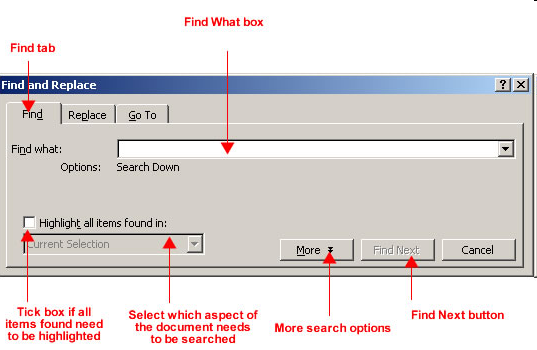 Find What box
Find tab
Find and Replace
Find
Replace
Go To
Find what:
Options: Search Down
Highlight all items found in:
Current Selection
More
Find Next
Cancel
Tick box if all
items found need
to be highlighted
Select which aspect of
the document needs
to be searched
More search options
Find Next button